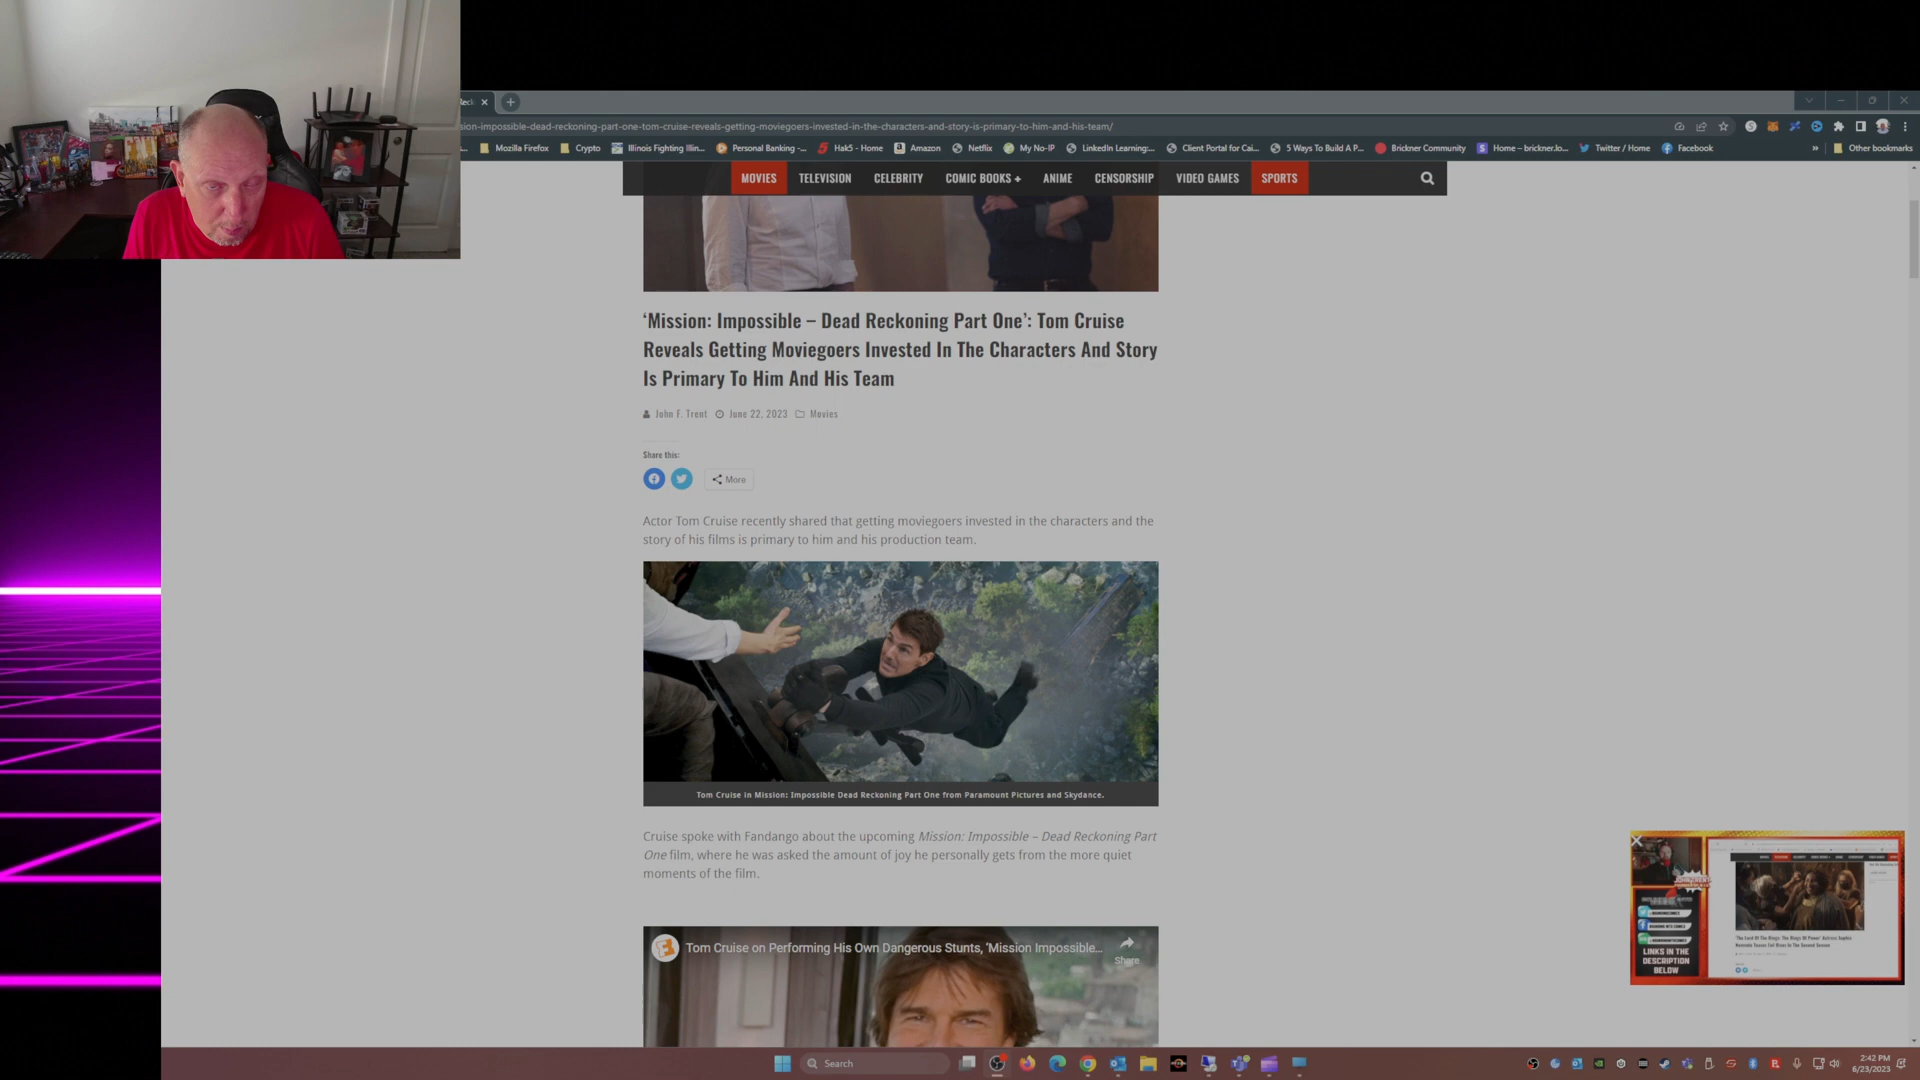 ion-impossible-dead-reckoning-part-one-tom-cruise-reveals-getting-moviegoers-invested-in-the-characters-and-story-is-primary-to-him-and-his-team/
Mozilla Firefox
Crypto
Illinois Fighting Illin...
Personal Banking -...
Hak5 - Home
Amazon
Netflix
My No-IP
LinkedIn Learning:...
Client Portal for Cai...
5 Ways To Build A P...
Brickner Community
Home – brickner.lo...
Twitter / Home
Facebook
»
Other bookmarks
MOVIES
TELEVISION
CELEBRITY
COMIC BOOKS +
ANIME
CENSORSHIP
VIDEO GAMES
SPORTS
‘Mission: Impossible – Dead Reckoning Part One’: Tom Cruise
Reveals Getting Moviegoers Invested In The Characters And Story
Is Primary To Him And His Team
John F. Trent June 22, 2023 Movies
Share this:
More
Actor Tom Cruise recently shared that getting moviegoers invested in the characters and the
story of his films is primary to him and his production team.
Tom Cruise in Mission: Impossible Dead Reckoning Part One from Paramount Pictures and Skydance.
Cruise spoke with Fandango about the upcoming Mission: Impossible – Dead Reckoning Part
One film, where he was asked the amount of joy he personally gets from the more quiet
moments of the film.
Tom Cruise on Performing His Own Dangerous Stunts, 'Mission Impossible...
Share
LINKS IN THE
DESCRIPTION
BELOW
Search
2:42 PM
6/23/2023